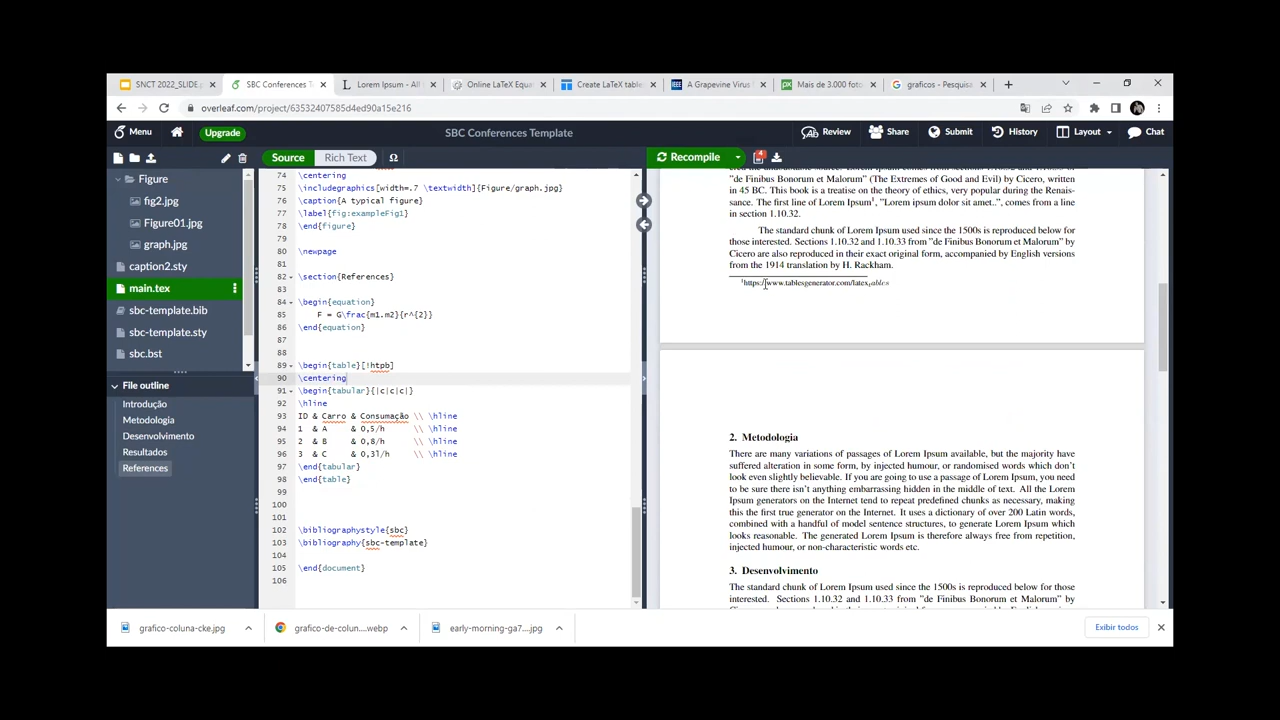 SNCT 2022_SLIDE
SBC Conferences T
Lorem Ipsum - All
Online LaTeX Equa
Create LaTeX table
A Grapevine Virus
Mais de 3.000 foto
graficos - Pesquisa
overleaf.com/project/63532407585d4ed90a15e216
Menu
Upgrade
SBC Conferences Template
Review
Share
Submit
History
Layout
Chat
Source
Rich Text
Ω
Recompile
4
Figure
fig2.jpg
Figure01.jpg
graph.jpg
caption2.sty
main.tex
sbc-template.bib
sbc-template.sty
sbc.bst
File outline
Introdução
Metodologia
Desenvolvimento
Resultados
References
74 \centering
75 \includegraphics[width=.7 \textwidth]{Figure/graph.jpg}
76 \caption{A typical figure}
77 \label{fig:exampleFig1}
78 \end{figure}
79
80 \newpage
81
82 \section{References}
83
84 \begin{equation}
85 F = G\frac{m1.m2}{r^{2}}
86 \end{equation}
87
88
89 \begin{table}[!htpb]
90 \centering
91 \begin{tabular}{|c|c|c|}
92 \hline
93 ID & Carro & Consumação \\ \hline
94 1 & A & 0,5/h \\ \hline
95 2 & B & 0,8/h \\ \hline
96 3 & C & 0,3l/h \\ \hline
97 \end{tabular}
98 \end{table}
99
100
101
102 \bibliographystyle{sbc}
103 \bibliography{sbc-template}
104
105 \end{document}
106
"de Finibus Bonorum et Malorum" (The Extremes of Good and Evil) by Cicero, written
in 45 BC. This book is a treatise on the theory of ethics, very popular during the Renais-
sance. The first line of Lorem Ipsum1, "Lorem ipsum dolor sit amet..", comes from a line
in section 1.10.32.
The standard chunk of Lorem Ipsum used since the 1500s is reproduced below for
those interested. Sections 1.10.32 and 1.10.33 from "de Finibus Bonorum et Malorum" by
Cicero are also reproduced in their exact original form, accompanied by English versions
from the 1914 translation by H. Rackham.
1https://www.tablesgenerator.com/latextables
2. Metodologia
There are many variations of passages of Lorem Ipsum available, but the majority have
suffered alteration in some form, by injected humour, or randomised words which don't
look even slightly believable. If you are going to use a passage of Lorem Ipsum, you need
to be sure there isn't anything embarrassing hidden in the middle of text. All the Lorem
Ipsum generators on the Internet tend to repeat predefined chunks as necessary, making
this the first true generator on the Internet. It uses a dictionary of over 200 Latin words,
combined with a handful of model sentence structures, to generate Lorem Ipsum which
looks reasonable. The generated Lorem Ipsum is therefore always free from repetition,
injected humour, or non-characteristic words etc.
3. Desenvolvimento
The standard chunk of Lorem Ipsum used since the 1500s is reproduced below for those
interested. Sections 1.10.32 and 1.10.33 from "de Finibus Bonorum et Malorum" by
grafico-coluna-cke.jpg
grafico-de-colun....webp
early-morning-ga7....jpg
Exibir todos